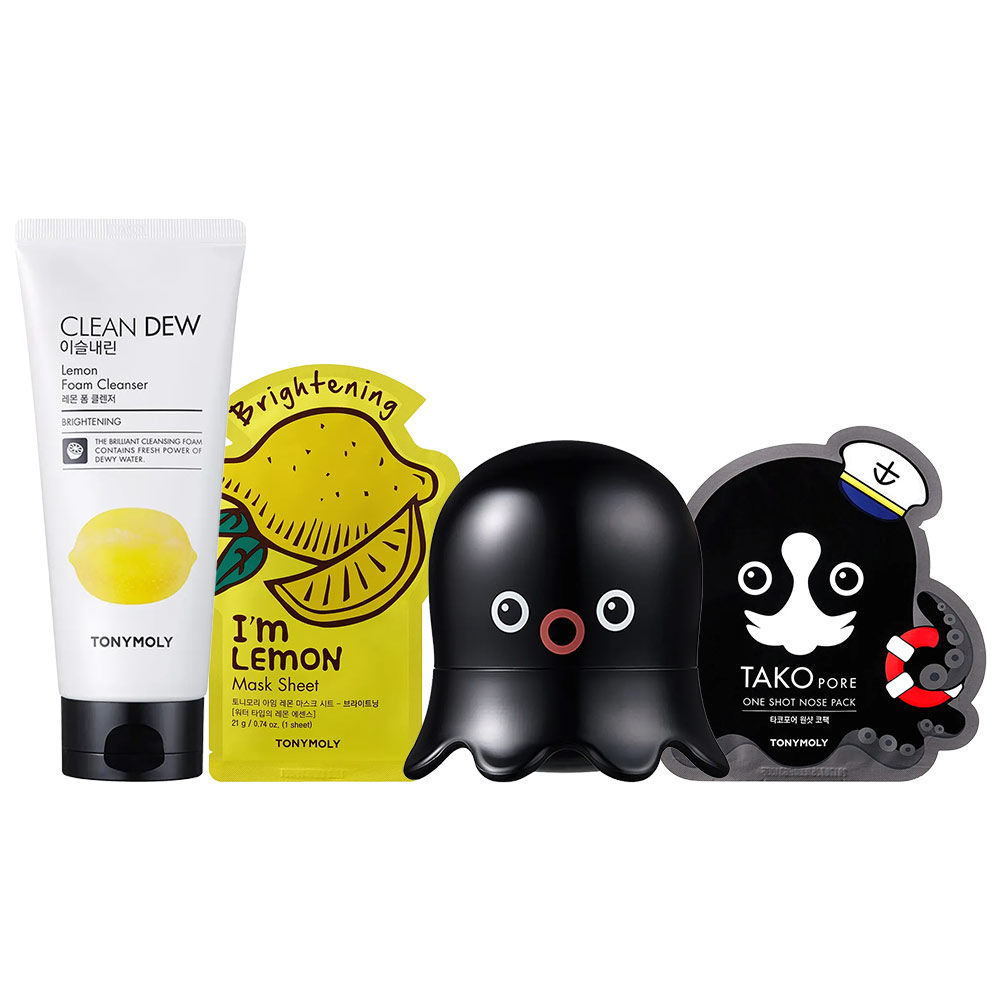 CLEAN DEW
이슬내린
Lemon
Foam Cleanser
레몬 폼 클렌저
BRIGHTENING
THE BRILLIANT CLEANSING FOAM
CONTAINS FRESH POWER OF
DEWY WATER.
TONYMOLY
Brightening
I'm
LEMON
Mask Sheet
토니모리 아임 레몬 마스크 시트 – 브라이트닝
[워터 타입의 레몬 에센스]
21 g / 0.74 oz. (1 sheet)
TONYMOLY
TAKO PORE
ONE SHOT NOSE PACK
타코포어 원샷 코팩
TONYMOLY